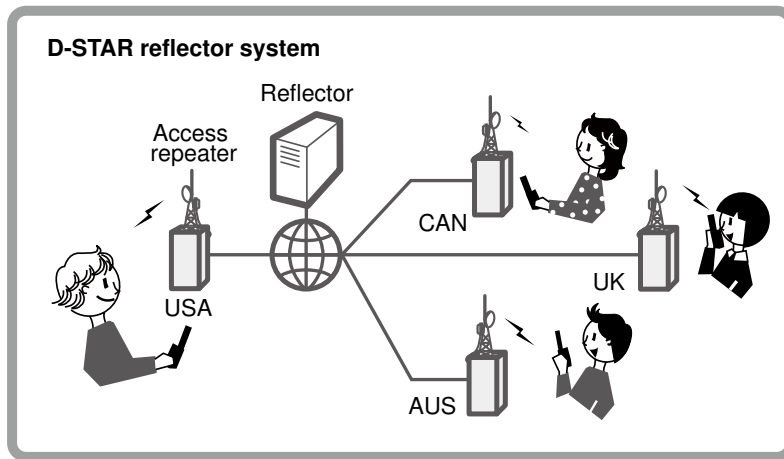 D-STAR reflector system
Reflector
Access
repeater
CAN
USA
UK
AUS